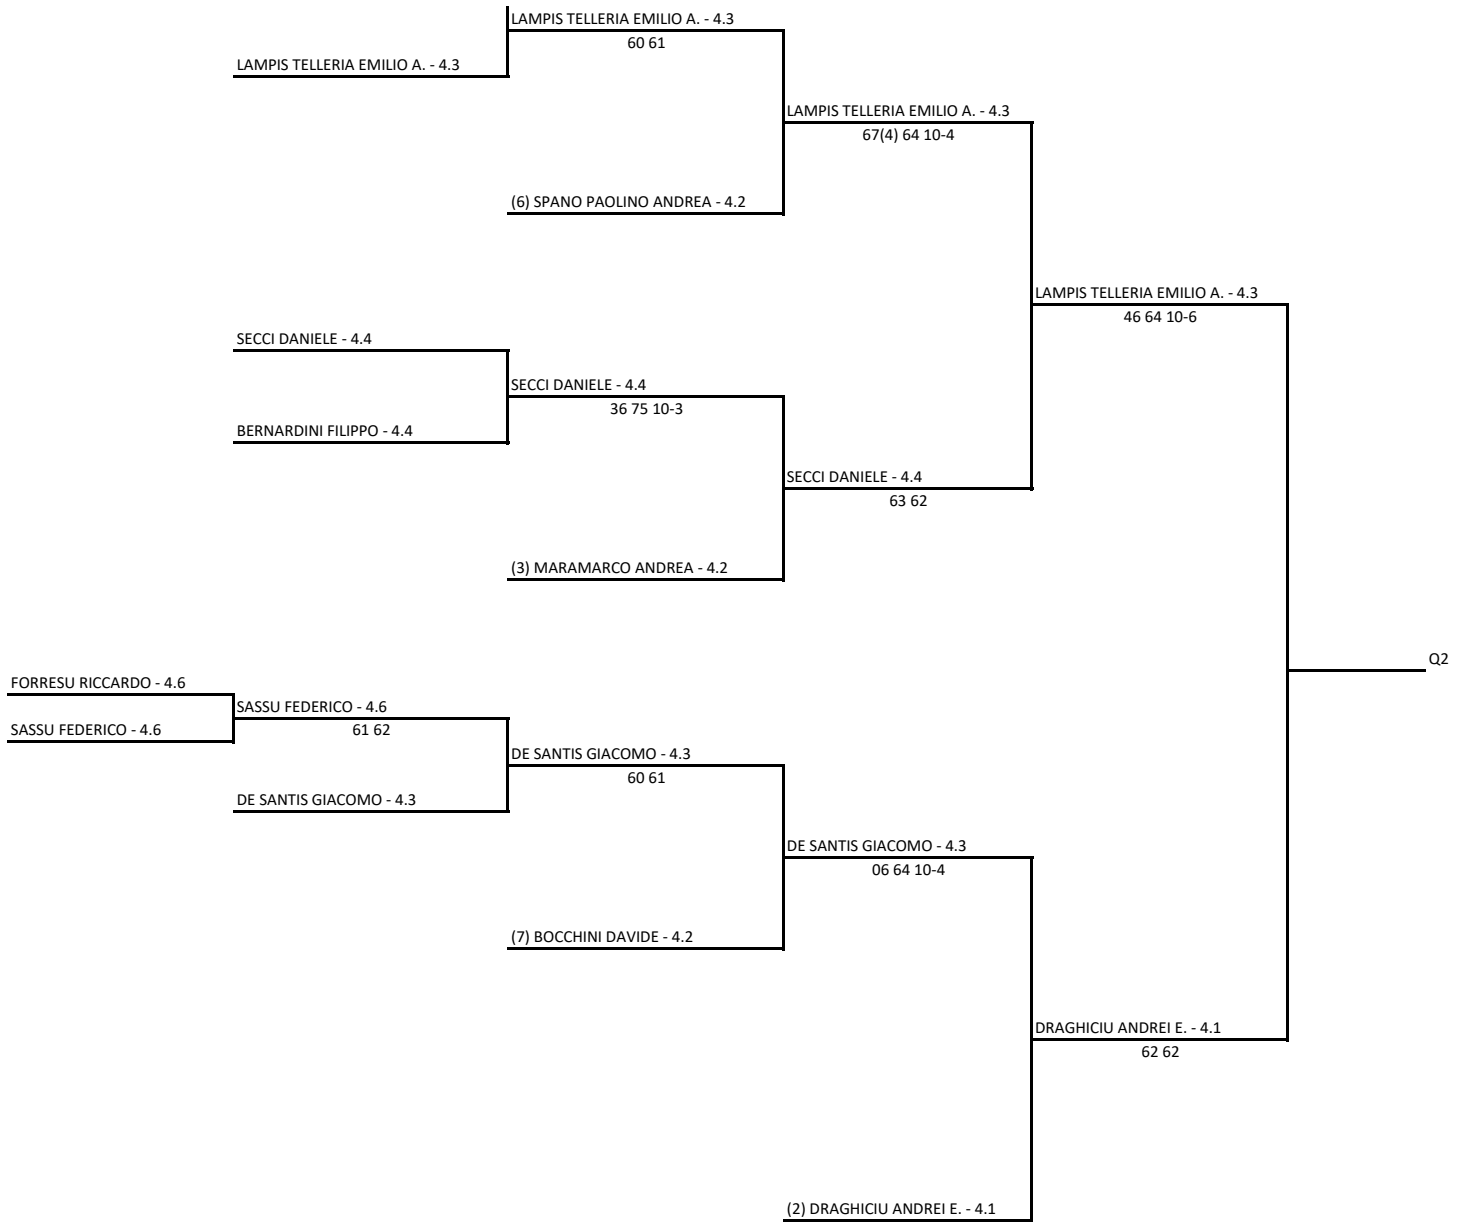 LAMPIS TELLERIA EMILIO A. - 4.3
60 61
LAMPIS TELLERIA EMILIO A. - 4.3
LAMPIS TELLERIA EMILIO A. - 4.3
67(4) 64 10-4
(6) SPANO PAOLINO ANDREA - 4.2
LAMPIS TELLERIA EMILIO A. - 4.3
46 64 10-6
SECCI DANIELE - 4.4
SECCI DANIELE - 4.4
36 75 10-3
BERNARDINI FILIPPO - 4.4
SECCI DANIELE - 4.4
63 62
(3) MARAMARCO ANDREA - 4.2
Q2
FORRESU RICCARDO - 4.6
SASSU FEDERICO - 4.6
61 62
SASSU FEDERICO - 4.6
DE SANTIS GIACOMO - 4.3
60 61
DE SANTIS GIACOMO - 4.3
DE SANTIS GIACOMO - 4.3
06 64 10-4
(7) BOCCHINI DAVIDE - 4.2
DRAGHICIU ANDREI E. - 4.1
62 62
(2) DRAGHICIU ANDREI E. - 4.1